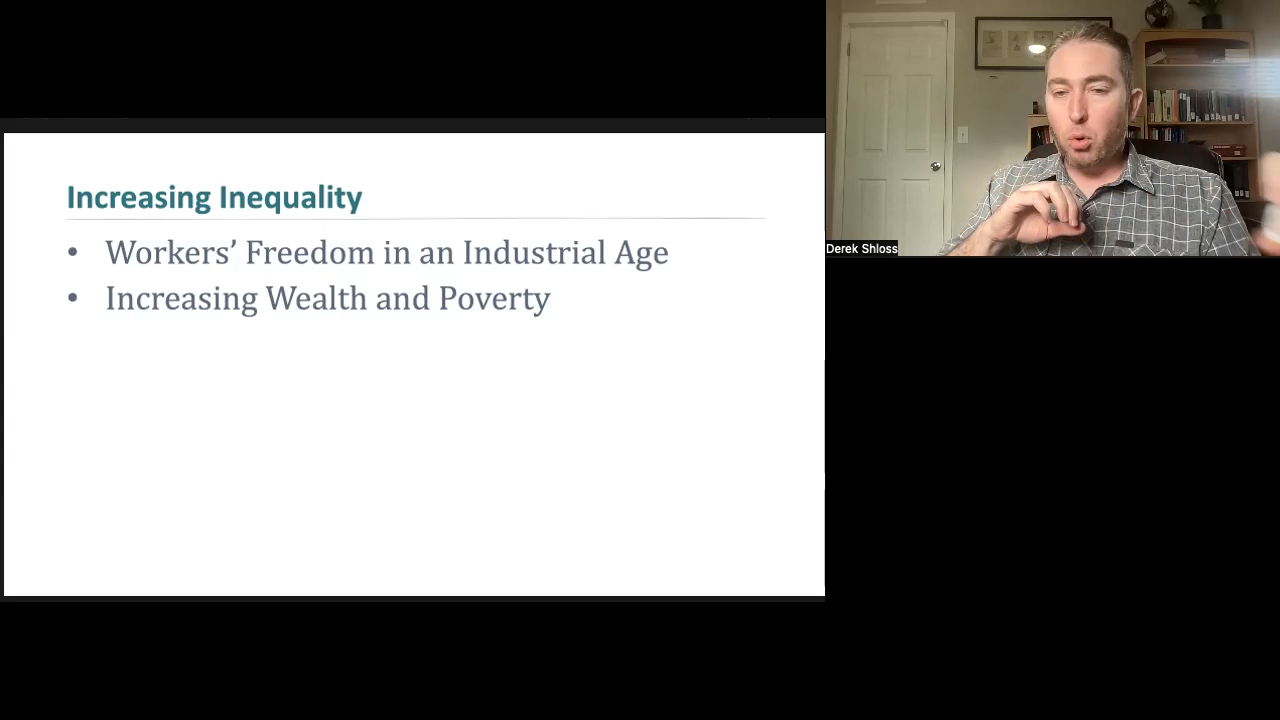 Increasing Inequality
• Workers’ Freedom in an Industrial Age
• Increasing Wealth and Poverty
Derek Shloss